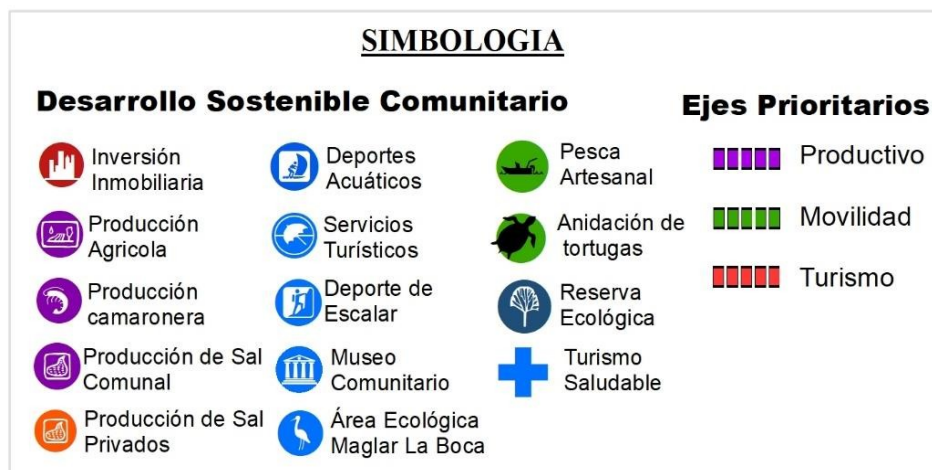 SIMBOLOGIA
Desarrollo Sostenible Comunitario
Inversión
Inmobiliaria
Producción
Agricola
Producción
camaronera
Producción de Sal
Comunal
Producción de Sal
Privados
Deportes
Acuáticos
Servicios
Turísticos
Deporte de
Escalar
Museo
Comunitario
Área Ecológica
Maglar La Boca
Pesca
Artesanal
Anidación de
tortugas
Reserva
Ecológica
Turismo
Saludable
Ejes Prioritarios
Productivo
Movilidad
Turismo